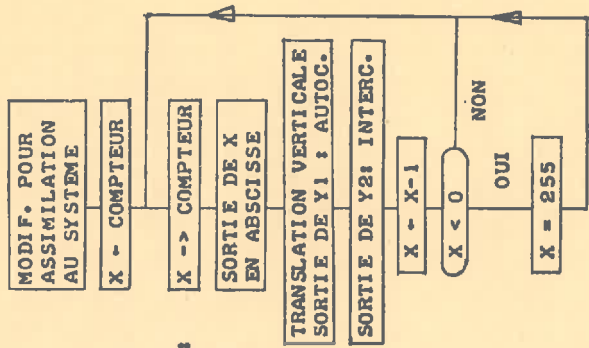 MODIF. POUR
ASSIMILATION
AU SYSTEME
X ← COMPTEUR
X -> COMPTEUR
SORTIE DE X
EN ABSCISSE
TRANSLATION VERTICALE
SORTIE DE Y1 : AUTOC.
SORTIE DE Y2: INTERC.
X ← X-1
X < 0
NON
OUI
X = 255